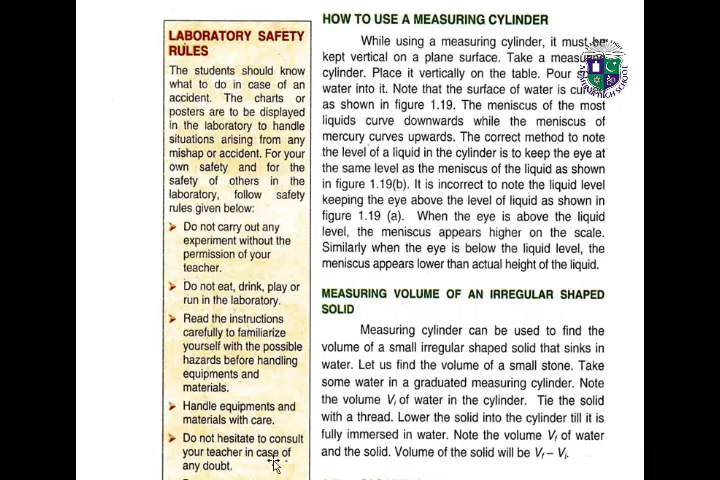 LABORATORY SAFETY
RULES
The students should know
what to do in case of an
accident. The charts or
posters are to be displayed
in the laboratory to handle
situations arising from any
mishap or accident. For your
own safety and for the
safety of others in the
laboratory, follow safety
rules given below:
➤ Do not carry out any
experiment without the
permission of your
teacher.
➤ Do not eat, drink, play or
run in the laboratory.
➤ Read the instructions
carefully to familiarize
yourself with the possible
hazards before handling
equipments and
materials.
➤ Handle equipments and
materials with care.
➤ Do not hesitate to consult
your teacher in case of
any doubt.
HOW TO USE A MEASURING CYLINDER
While using a measuring cylinder, it must be
kept vertical on a plane surface. Take a measuring
cylinder. Place it vertically on the table. Pour
water into it. Note that the surface of water is
as shown in figure 1.19. The meniscus of the most
liquids curve downwards while the meniscus of
mercury curves upwards. The correct method to note
the level of a liquid in the cylinder is to keep the eye at
the same level as the meniscus of the liquid as shown
in figure 1.19(b). It is incorrect to note the liquid level
keeping the eye above the level of liquid as shown in
figure 1.19 (a). When the eye is above the liquid
level, the meniscus appears higher on the scale.
Similarly when the eye is below the liquid level, the
meniscus appears lower than actual height of the liquid.
MEASURING VOLUME OF AN IRREGULAR SHAPED
SOLID
Measuring cylinder can be used to find the
volume of a small irregular shaped solid that sinks in
water. Let us find the volume of a small stone. Take
some water in a graduated measuring cylinder. Note
the volume Vi of water in the cylinder. Tie the solid
with a thread. Lower the solid into the cylinder till it is
fully immersed in water. Note the volume Vf of water
and the solid. Volume of the solid will be Vf – Vi.